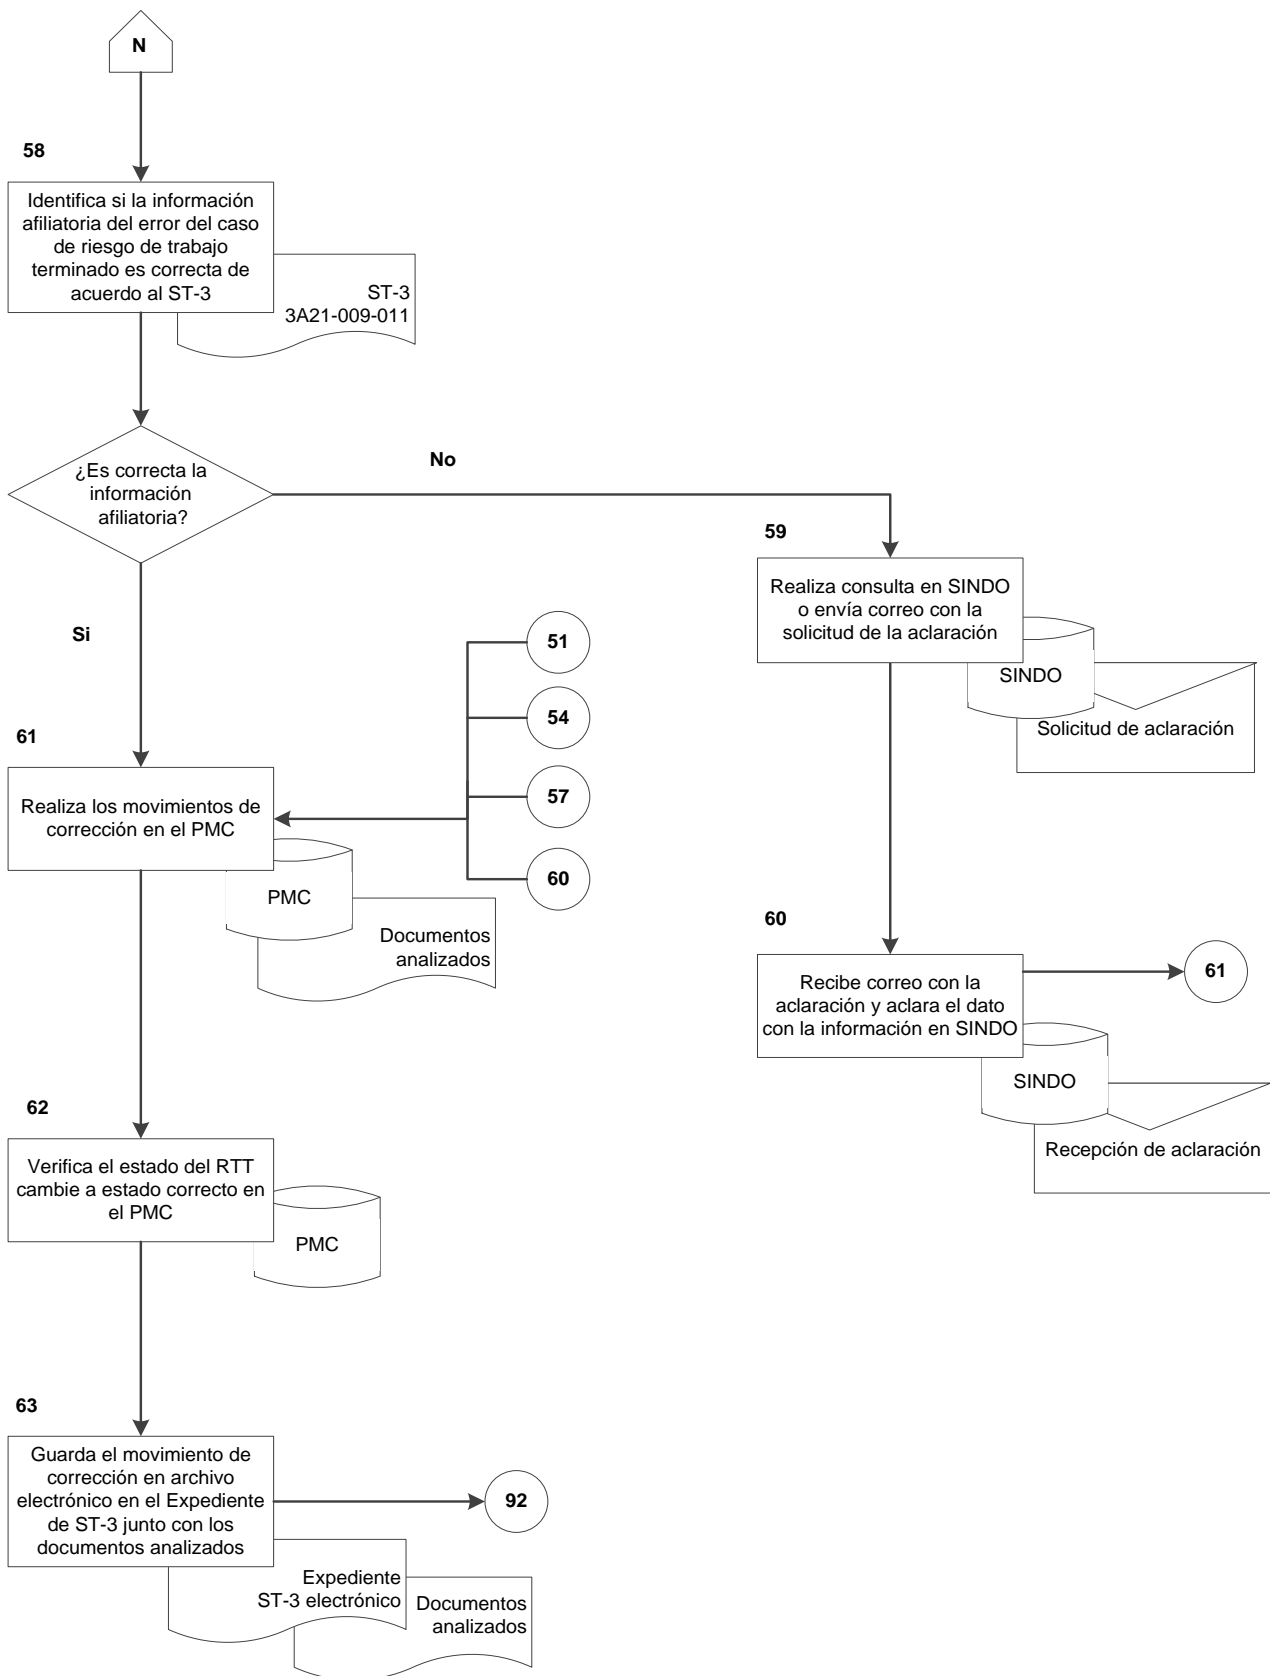 N
58
Identifica si la información
afiliatoria del error del caso
de riesgo de trabajo
terminado es correcta de
acuerdo al ST-3
ST-3
3A21-009-011
¿Es correcta la
información
afiliatoria?
No
Si
59
Realiza consulta en SINDO
o envía correo con la
solicitud de la aclaración
SINDO
Solicitud de aclaración
51
54
57
60
61
Realiza los movimientos de
corrección en el PMC
PMC
Documentos
analizados
60
Recibe correo con la
aclaración y aclara el dato
con la información en SINDO
61
SINDO
Recepción de aclaración
62
Verifica el estado del RTT
cambie a estado correcto en
el PMC
PMC
63
Guarda el movimiento de
corrección en archivo
electrónico en el Expediente
de ST-3 junto con los
documentos analizados
92
Expediente
ST-3 electrónico
Documentos
analizados